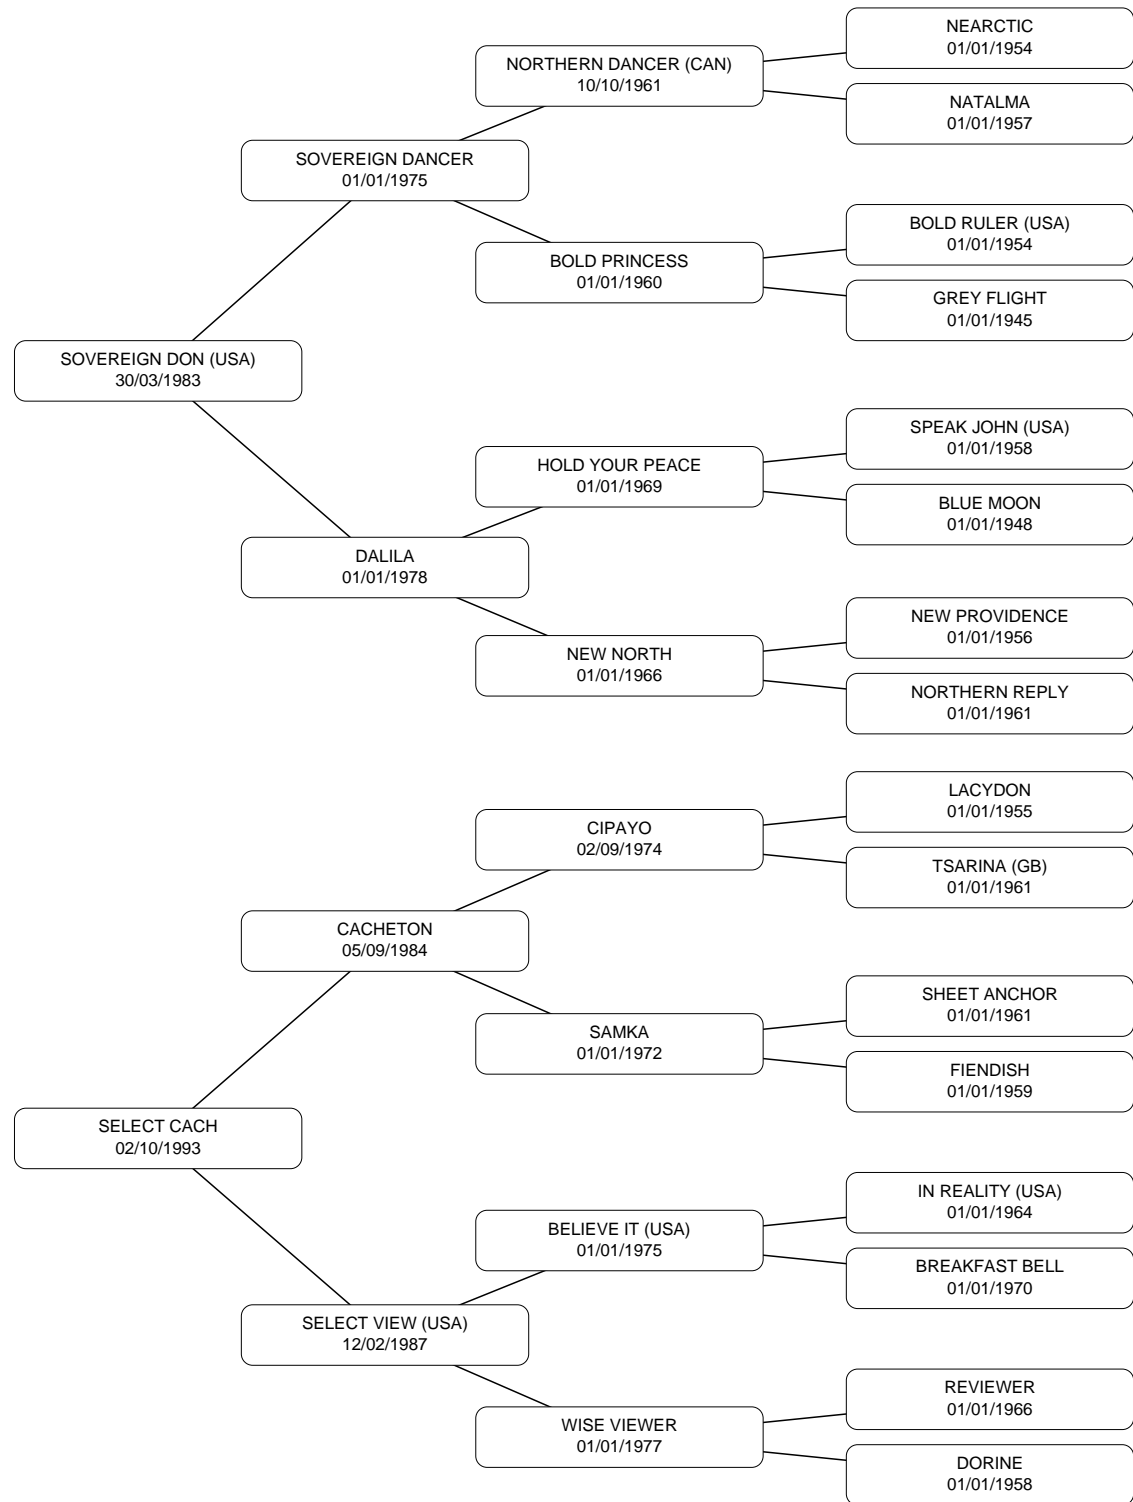 NEARCTIC
01/01/1954
NORTHERN DANCER (CAN)
10/10/1961
NATALMA
01/01/1957
SOVEREIGN DANCER
01/01/1975
BOLD RULER (USA)
01/01/1954
BOLD PRINCESS
01/01/1960
GREY FLIGHT
01/01/1945
SOVEREIGN DON (USA)
30/03/1983
SPEAK JOHN (USA)
01/01/1958
HOLD YOUR PEACE
01/01/1969
BLUE MOON
01/01/1948
DALILA
01/01/1978
NEW PROVIDENCE
01/01/1956
NEW NORTH
01/01/1966
NORTHERN REPLY
01/01/1961
LACYDON
01/01/1955
CIPAYO
02/09/1974
TSARINA (GB)
01/01/1961
CACHETON
05/09/1984
SHEET ANCHOR
01/01/1961
SAMKA
01/01/1972
FIENDISH
01/01/1959
SELECT CACH
02/10/1993
IN REALITY (USA)
01/01/1964
BELIEVE IT (USA)
01/01/1975
BREAKFAST BELL
01/01/1970
SELECT VIEW (USA)
12/02/1987
REVIEWER
01/01/1966
WISE VIEWER
01/01/1977
DORINE
01/01/1958